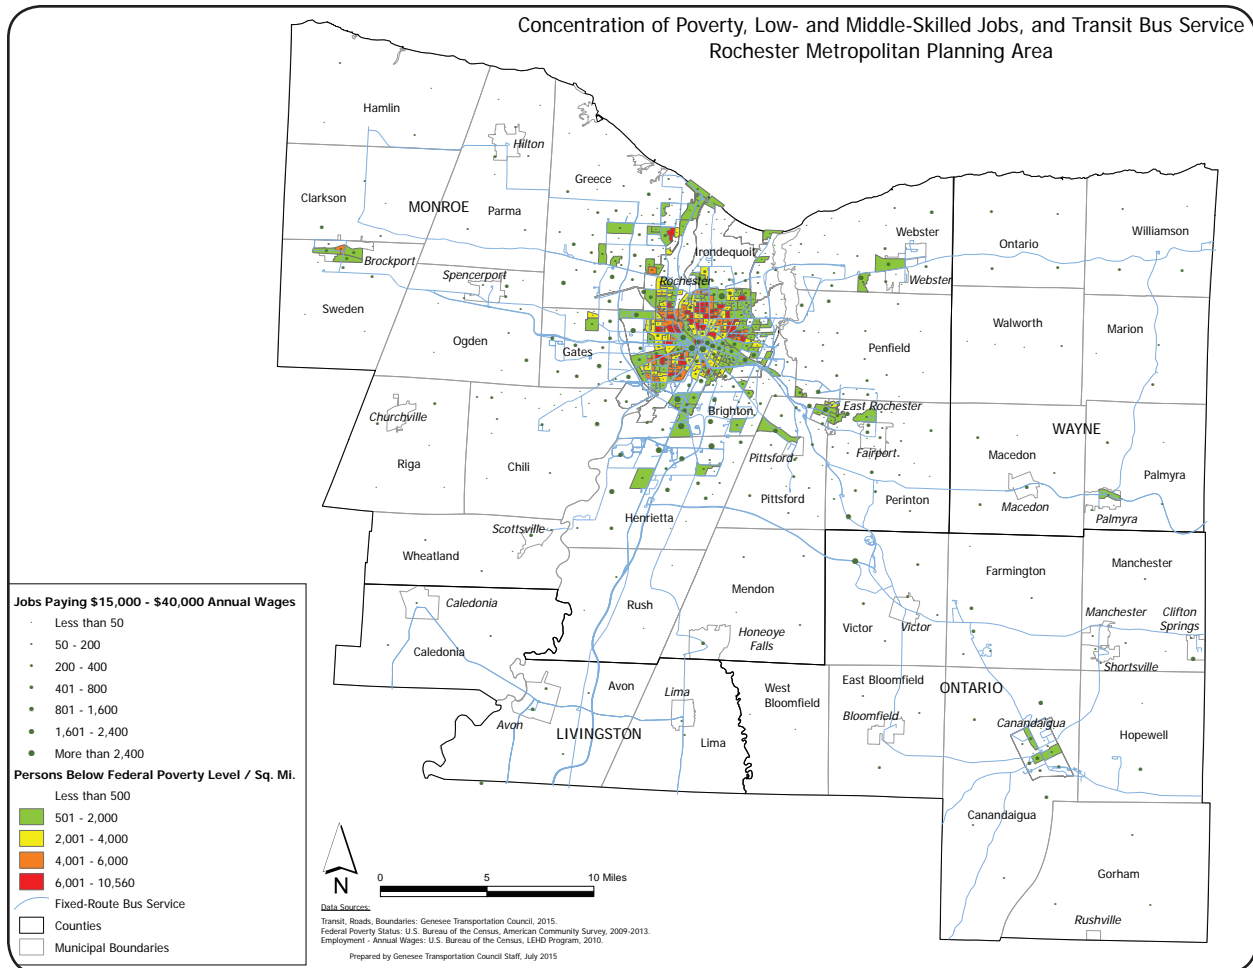 Concentration of Poverty, Low- and Middle-Skilled Jobs, and Transit Bus Service
Rochester Metropolitan Planning Area
Hamlin
Hilton
Greece
Clarkson
MONROE
Parma
Webster
Ontario
Williamson
Irondequoit
Brockport
Spencerport
Rochester
Webster
Sweden
Walworth
Marion
Ogden
Gates
Penfield
Churchville
Brighton
East Rochester
WAYNE
Riga
Chili
Pittsford
Fairport
Macedon
Palmyra
Pittsford
Perinton
Macedon
Palmyra
Henrietta
Scottsville
Wheatland
Farmington
Manchester
Mendon
Caledonia
Rush
Manchester
Clifton
Springs
Victor
Victor
Honeoye
Falls
Caledonia
Shortsville
Avon
Lima
West
Bloomfield
East Bloomfield
ONTARIO
Bloomfield
Canandaigua
Avon
LIVINGSTON
Lima
Hopewell
Canandaigua
Gorham
Rushville
Jobs Paying $15,000 - $40,000 Annual Wages
Less than 50
50 - 200
200 - 400
401 - 800
801 - 1,600
1,601 - 2,400
More than 2,400
Persons Below Federal Poverty Level / Sq. Mi.
Less than 500
501 - 2,000
2,001 - 4,000
4,001 - 6,000
6,001 - 10,560
Fixed-Route Bus Service
Counties
Municipal Boundaries
N
0 5 10 Miles
Data Sources:
Transit, Roads, Boundaries: Genesee Transportation Council, 2015.
Federal Poverty Status: U.S. Bureau of the Census, American Community Survey, 2009-2013.
Employment - Annual Wages: U.S. Bureau of the Census, LEHD Program, 2010.
Prepared by Genesee Transportation Council Staff, July 2015